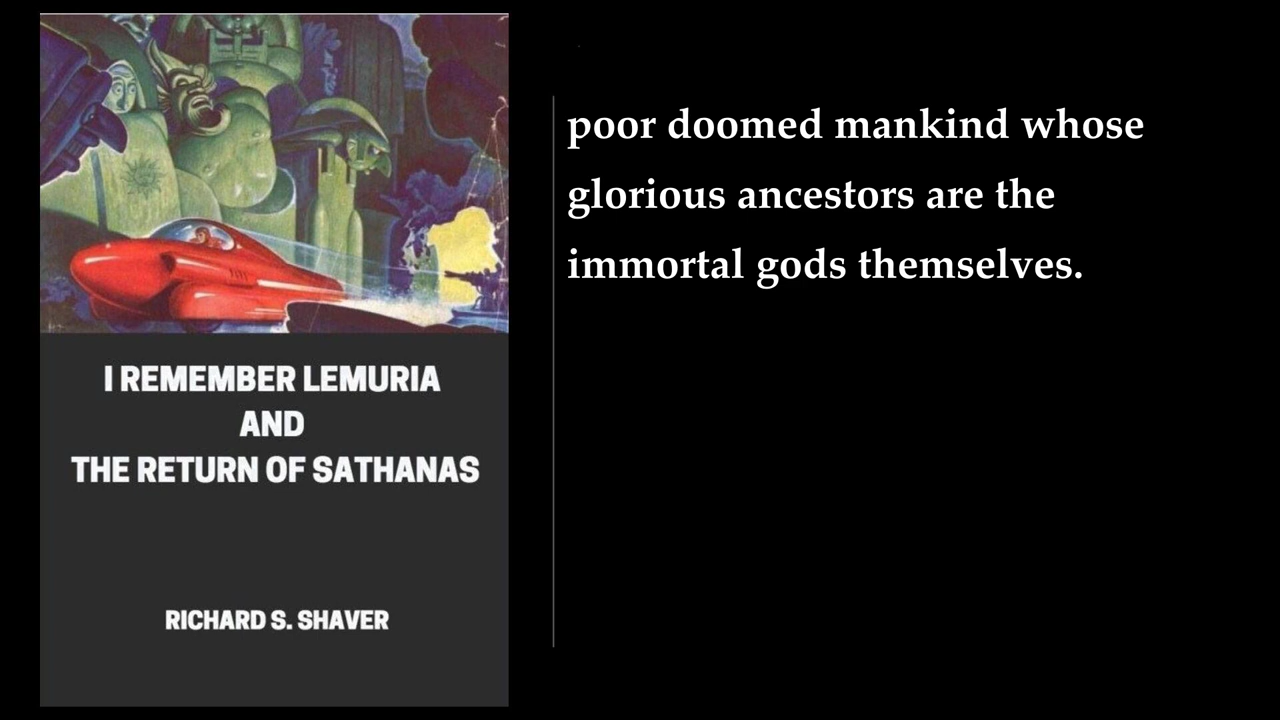 I REMEMBER LEMURIA
AND
THE RETURN OF SATHANAS
RICHARD S. SHAVER
poor doomed mankind whose
glorious ancestors are the
immortal gods themselves.